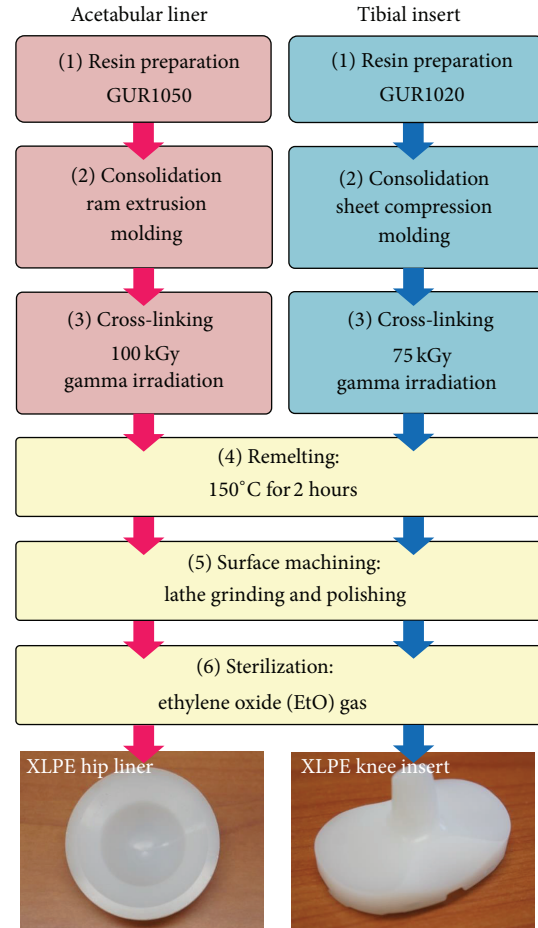 Acetabular liner
Tibial insert
(1) Resin preparation
GUR1050
(1) Resin preparation
GUR1020
(2) Consolidation
ram extrusion
molding
(2) Consolidation
sheet compression
molding
(3) Cross-linking
100 kGy
gamma irradiation
(3) Cross-linking
75 kGy
gamma irradiation
(4) Remelting:
150°C for 2 hours
(5) Surface machining:
lathe grinding and polishing
(6) Sterilization:
ethylene oxide (EtO) gas
XLPE hip liner
XLPE knee insert